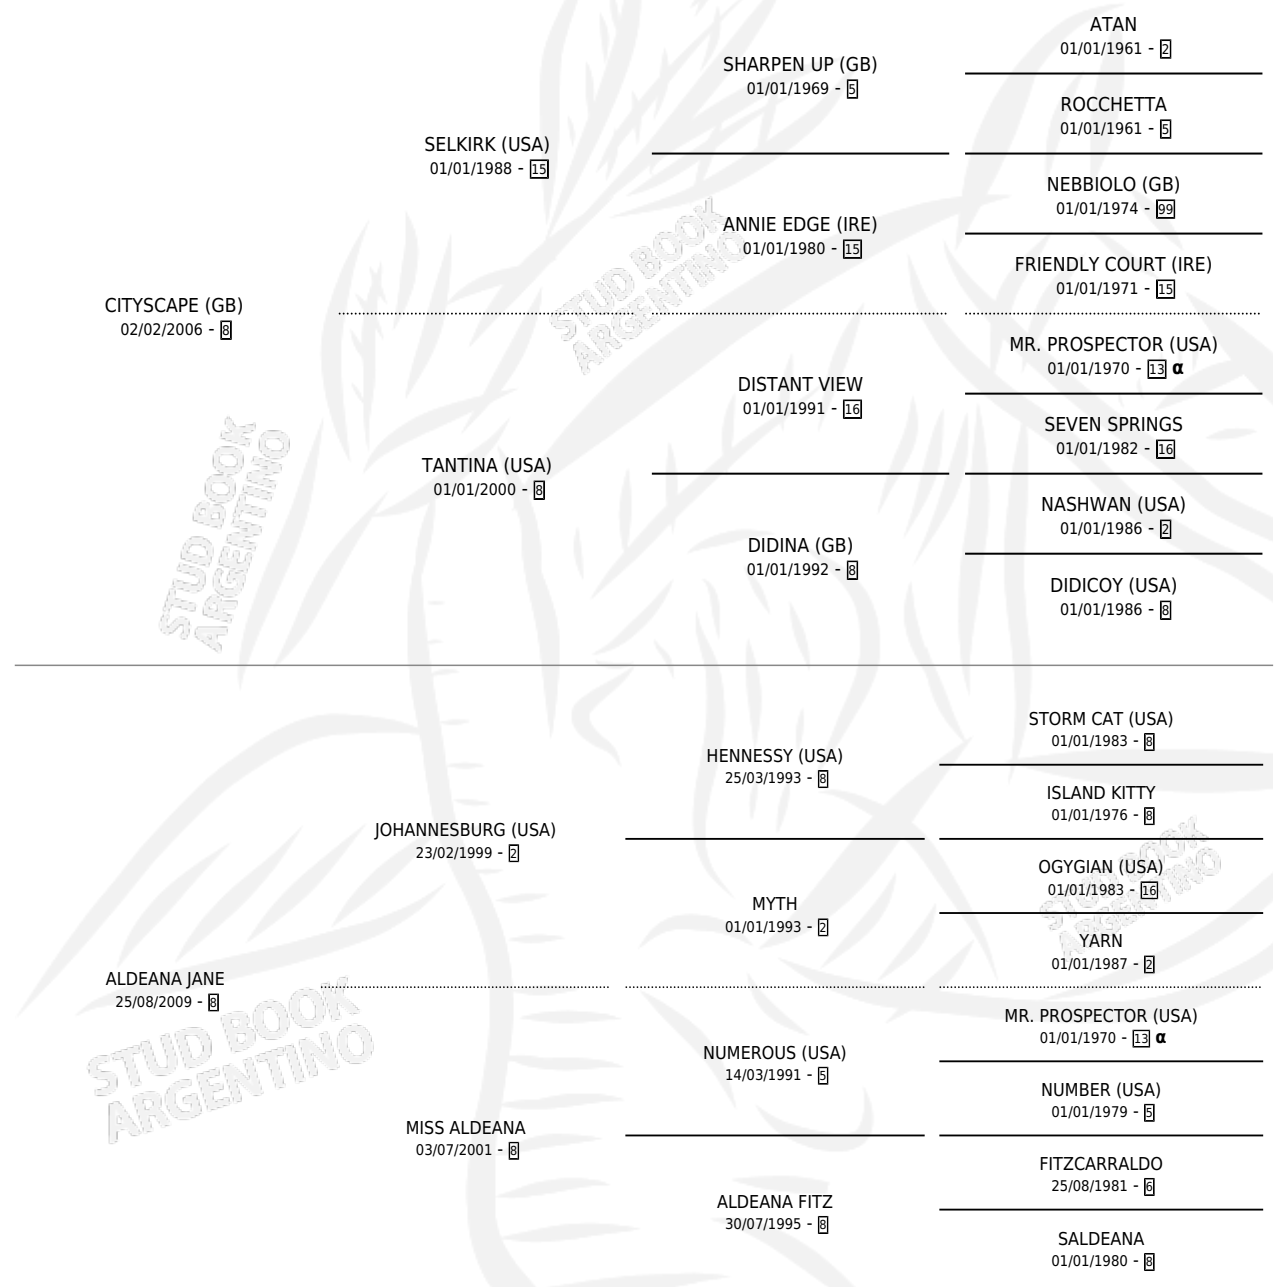 ATAN
01/01/1961 - 2
SHARPEN UP (GB)
01/01/1969 - 5
ROCCHETTA
01/01/1961 - 5
SELKIRK (USA)
01/01/1988 - 15
NEBBIOLO (GB)
01/01/1974 - 99
ANNIE EDGE (IRE)
01/01/1980 - 15
FRIENDLY COURT (IRE)
01/01/1971 - 15
CITYSCAPE (GB)
02/02/2006 - 8
MR. PROSPECTOR (USA)
01/01/1970 - 13 α
DISTANT VIEW
01/01/1991 - 16
SEVEN SPRINGS
01/01/1982 - 16
TANTINA (USA)
01/01/2000 - 8
NASHWAN (USA)
01/01/1986 - 2
DIDINA (GB)
01/01/1992 - 8
DIDICOY (USA)
01/01/1986 - 8
STORM CAT (USA)
01/01/1983 - 8
HENNESSY (USA)
25/03/1993 - 8
ISLAND KITTY
01/01/1976 - 8
JOHANNESBURG (USA)
23/02/1999 - 2
OGYGIAN (USA)
01/01/1983 - 16
MYTH
01/01/1993 - 2
YARN
01/01/1987 - 2
ALDEANA JANE
25/08/2009 - 8
MR. PROSPECTOR (USA)
01/01/1970 - 13 α
NUMEROUS (USA)
14/03/1991 - 5
NUMBER (USA)
01/01/1979 - 5
MISS ALDEANA
03/07/2001 - 8
FITZCARRALDO
25/08/1981 - 6
ALDEANA FITZ
30/07/1995 - 8
SALDEANA
01/01/1980 - 8
STUD BOOK
ARGENTINO
STUD BOOK
ARGENTINO
STUD BOOK
ARGENTINO
STUD BOOK
ARGENTINO